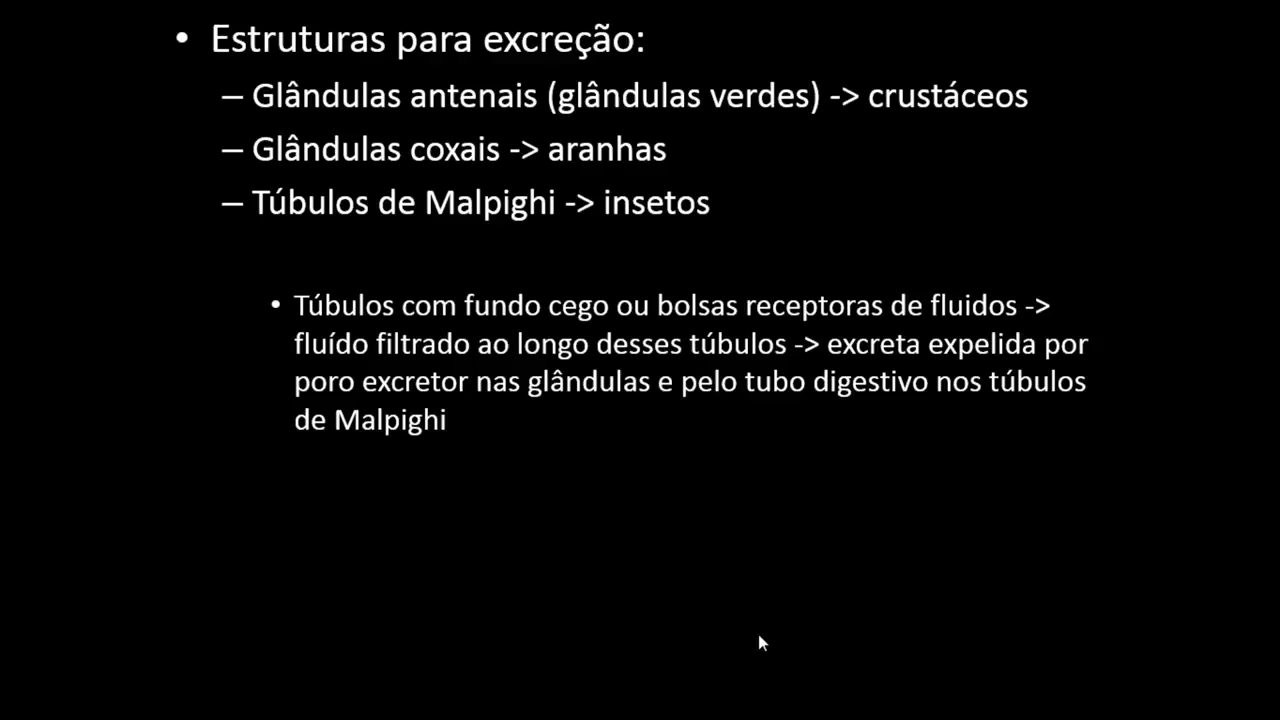 • Estruturas para excreção:
– Glândulas antenais (glândulas verdes) -> crustáceos
– Glândulas coxais -> aranhas
– Túbulos de Malpighi -> insetos
• Túbulos com fundo cego ou bolsas receptoras de fluidos ->
fluído filtrado ao longo desses túbulos -> excreta expelida por
poro excretor nas glândulas e pelo tubo digestivo nos túbulos
de Malpighi